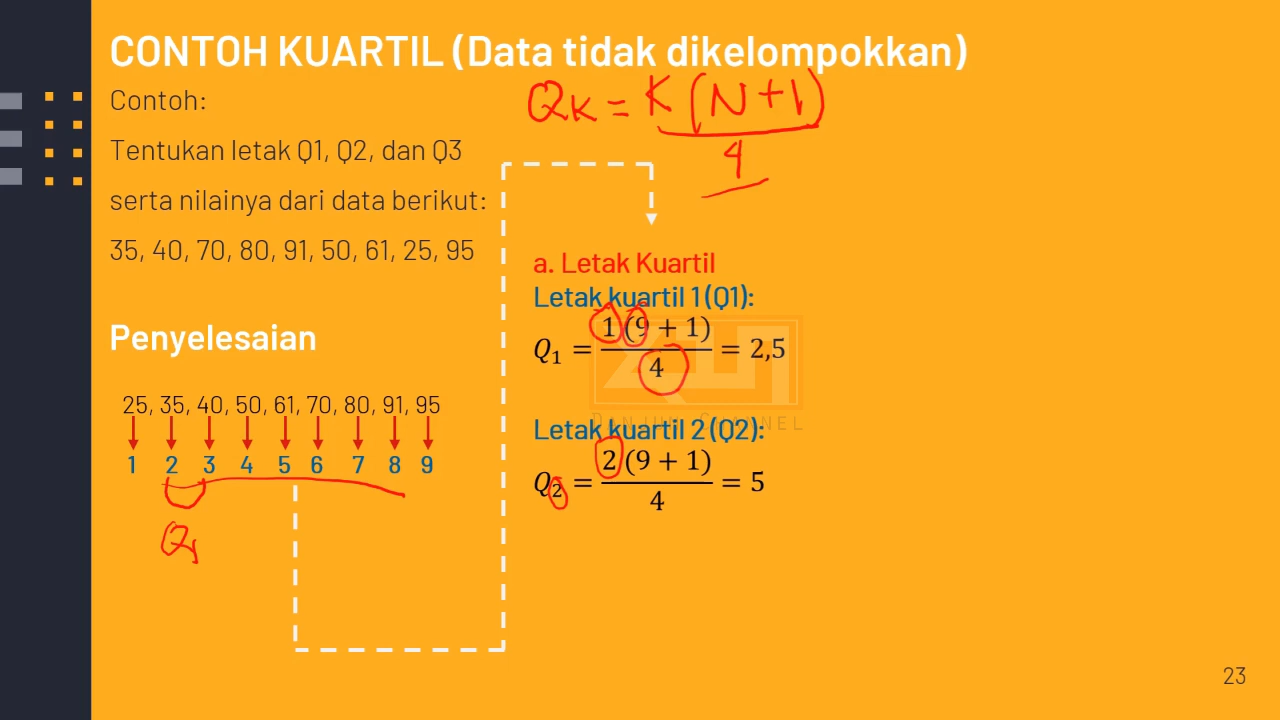 CONTOH KUARTIL (Data tidak dikelompokkan)
Contoh:
Tentukan letak Q1, Q2, dan Q3
serta nilainya dari data berikut:
35, 40, 70, 80, 91, 50, 61, 25, 95
Penyelesaian
25, 35, 40, 50, 61, 70, 80, 91, 95
1 2 3 4 5 6 7 8 9
Q1
QK = K (N+1)
4
a. Letak Kuartil
Letak kuartil 1 (Q1):
Q₁ = 1 (9 + 1) / 4 = 2,5
DANJURI CHANNEL
Letak kuartil 2 (Q2):
Q₂ = 2 (9 + 1) / 4 = 5
23